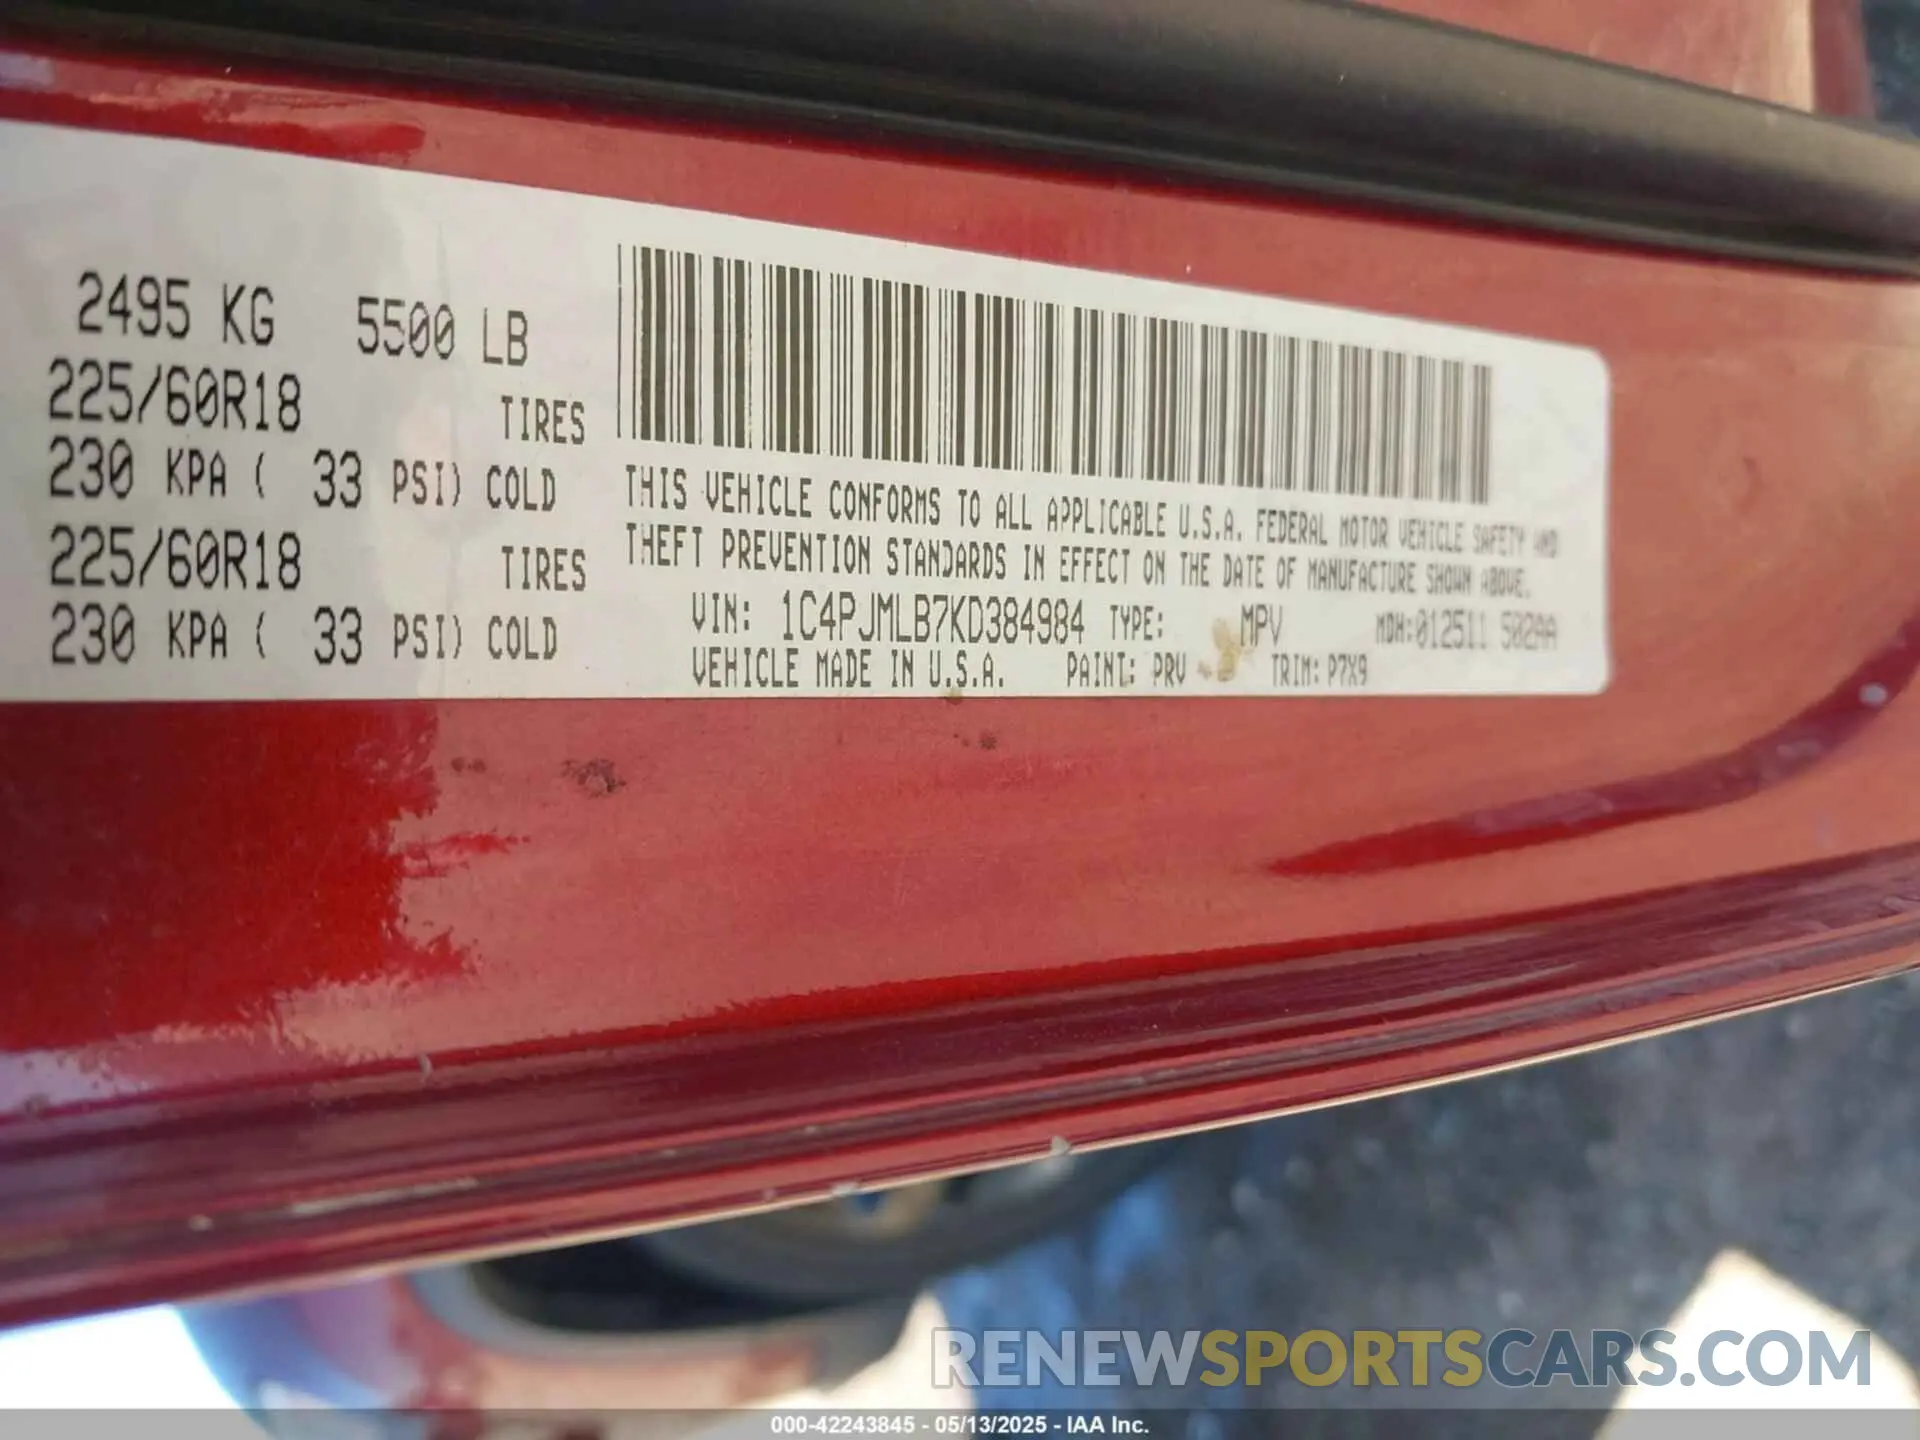 2495 KG 5500 LB
225/60R18 TIRES
230 KPA ( 33 PSI) COLD
225/60R18 TIRES
230 KPA ( 33 PSI) COLD
THIS VEHICLE CONFORMS TO ALL APPLICABLE U.S.A. FEDERAL MOTOR VEHICLE SAFETY AND
THEFT PREVENTION STANDARDS IN EFFECT ON THE DATE OF MANUFACTURE SHOWN ABOVE.
VIN: 1C4PJMLB7KD384984 TYPE: MPV MDH:012511 502AA
VEHICLE MADE IN U.S.A. PAINT: PRV TRIM: P7X9
RENEWSPORTSCARS.COM
000-42243845 - 05/13/2025 - IAA Inc.